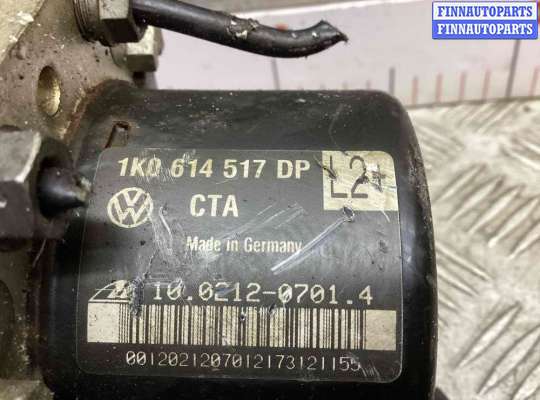 FINNAUTOPARTS
FINNAUTOPARTS
1K0 614 517 DP
L2+
CTA
Made in Germany
10.0212-0701.4
0012021207012173121155